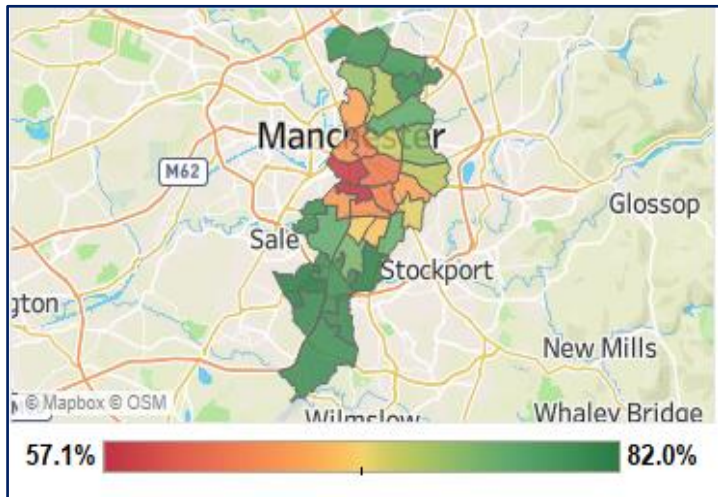 Manchester
M62
Glossop
Sale
Stockport
gton
New Mills
© Mapbox © OSM
Wilmslow
Whaley Bridge
57.1%
82.0%